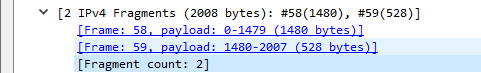 [2 IPv4 Fragments (2008 bytes): #58(1480), #59(528)]
[Frame: 58, payload: 0-1479 (1480 bytes)]
[Frame: 59, payload: 1480-2007 (528 bytes)]
[Fragment count: 2]